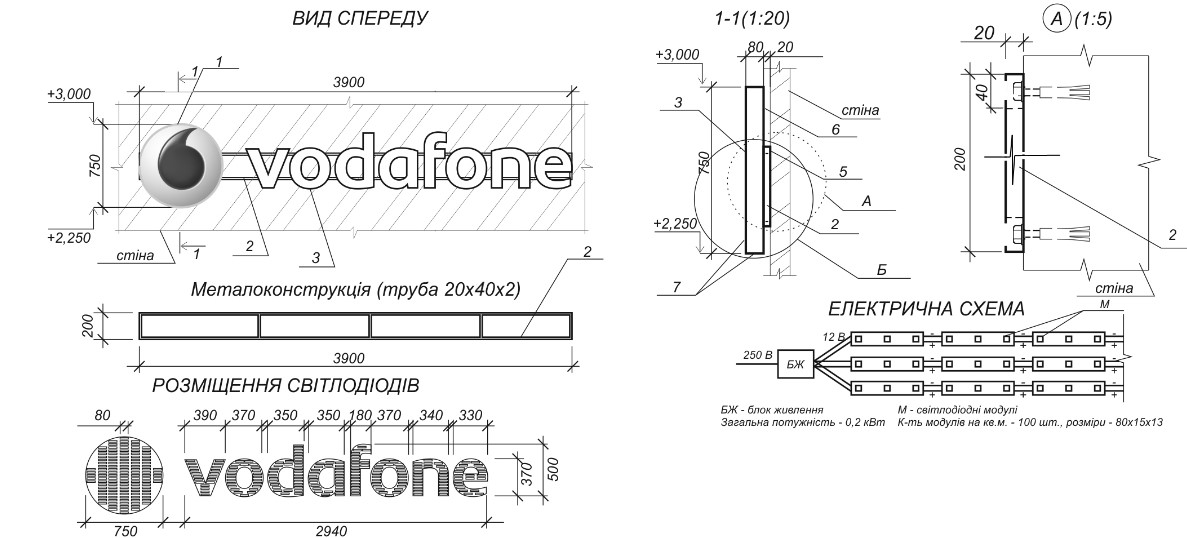 ВИД СПЕРЕДУ
1
1
3900
+3,000
750
vodafone
+2,250
стіна
1
2
3
Металоконструкція (труба 20х40х2)
2
200
3900
РОЗМІЩЕННЯ СВІТЛОДІОДІВ
80
390 370 350 350 180 370 340 330
vodafone
370
500
750
2940
1-1(1:20)
80 20
+3,000
3
стіна
6
750
5
А
2
+2,250
Б
7
А (1:5)
20
40
200
2
стіна
ЕЛЕКТРИЧНА СХЕМА
м
12 В
- - -
+ + +
250 В
БЖ
- - -
+ + +
- - -
+ + +
БЖ - блок живлення
М - світлодіодні модулі
Загальна потужність - 0,2 кВт
К-ть модулів на кв.м. - 100 шт., розміри - 80х15х13